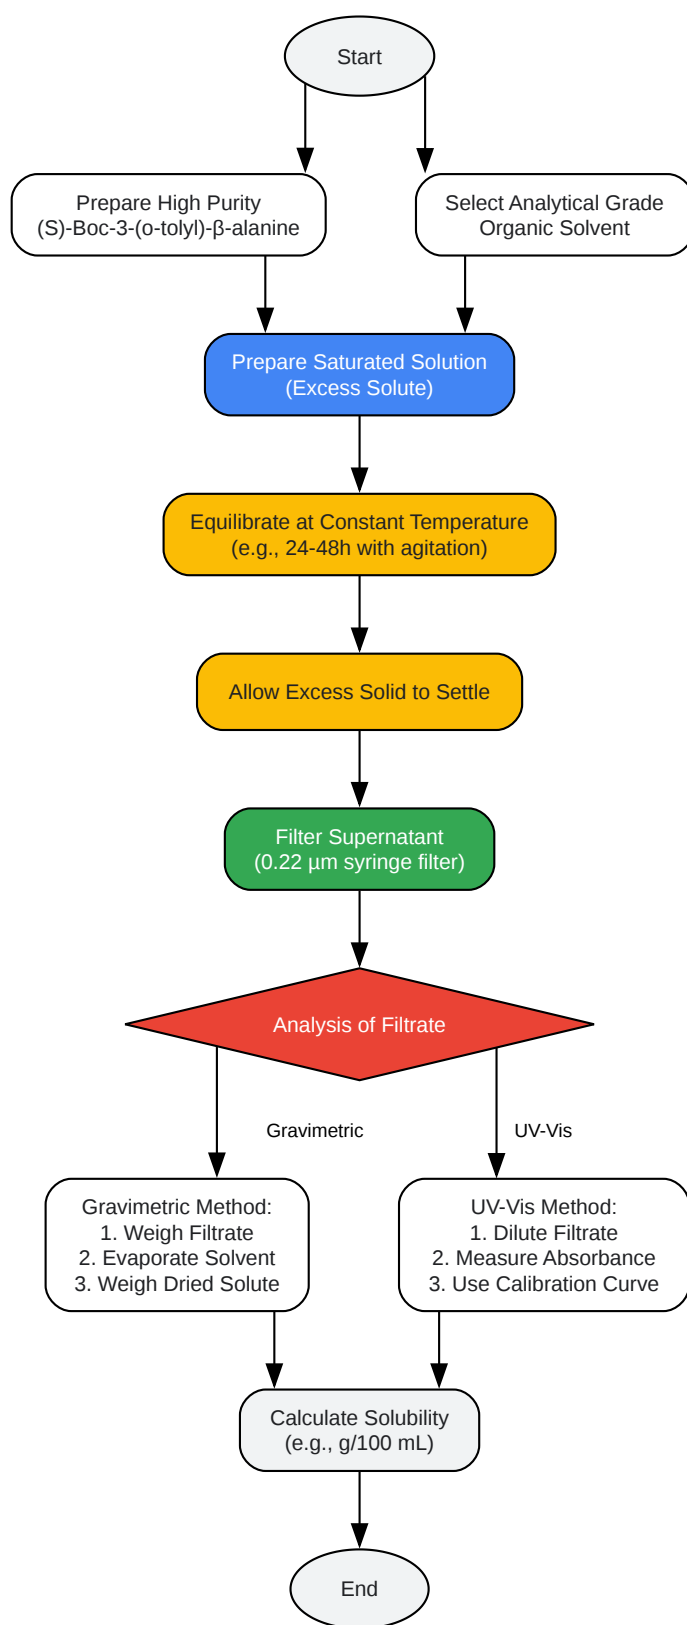 Start
Prepare High Purity
(S)-Boc-3-(o-tolyl)-β-alanine
Select Analytical Grade
Organic Solvent
Prepare Saturated Solution
(Excess Solute)
Equilibrate at Constant Temperature
(e.g., 24-48h with agitation)
Allow Excess Solid to Settle
Filter Supernatant
(0.22 µm syringe filter)
Analysis of Filtrate
Gravimetric
UV-Vis
Gravimetric Method:
1. Weigh Filtrate
2. Evaporate Solvent
3. Weigh Dried Solute
UV-Vis Method:
1. Dilute Filtrate
2. Measure Absorbance
3. Use Calibration Curve
Calculate Solubility
(e.g., g/100 mL)
End